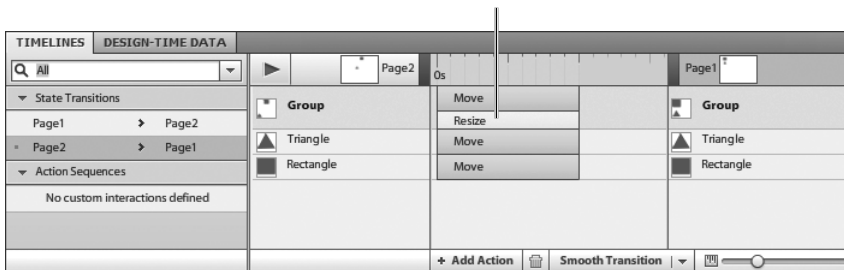 TIMELINES DESIGN-TIME DATA
All
Page2 0s Page1
State Transitions
Page1 > Page2
Page2 > Page1
Action Sequences
No custom interactions defined
Group Move Group
Resize
Triangle Move Triangle
Rectangle Move Rectangle
+ Add Action Smooth Transition